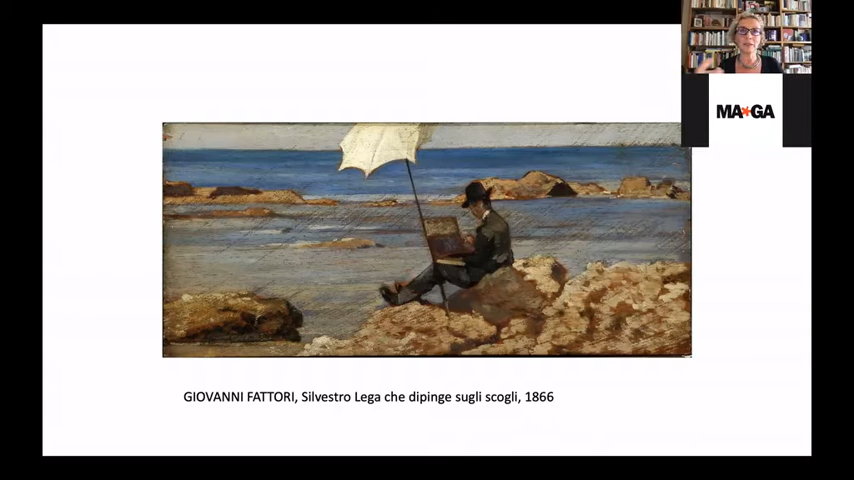 MA*GA
GIOVANNI FATTORI, Silvestro Lega che dipinge sugli scogli, 1866